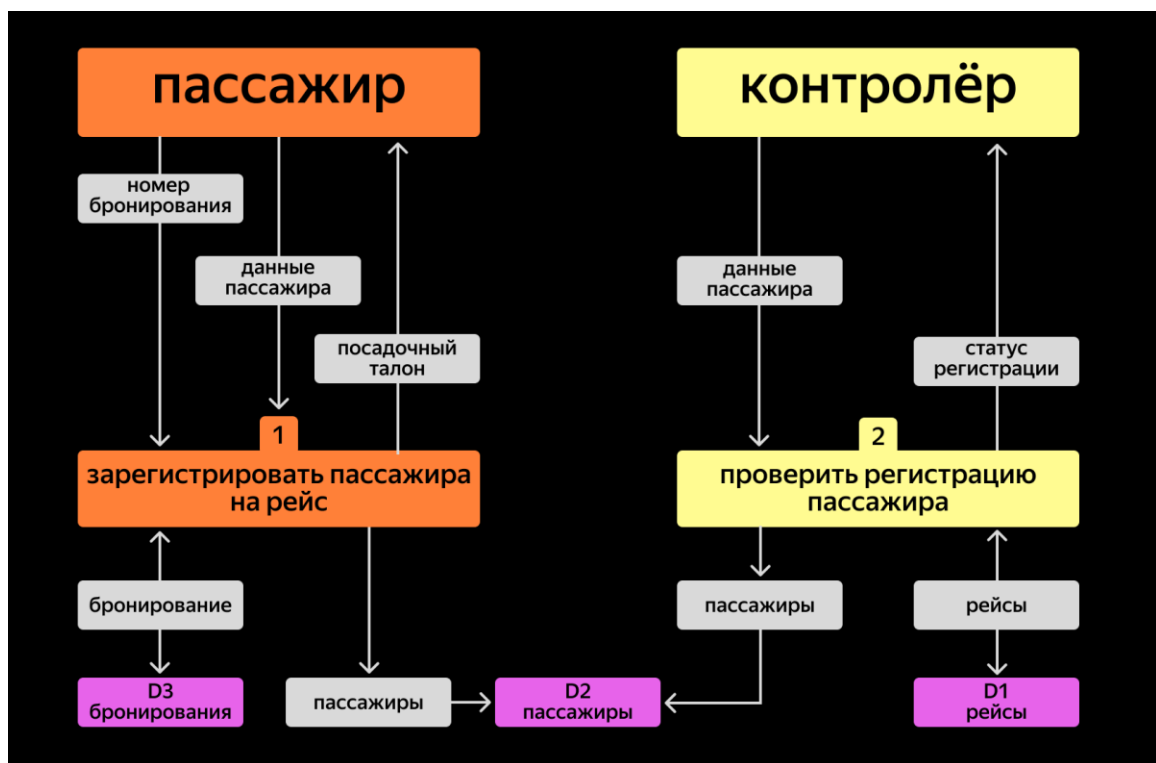 пассажир
контролёр
номер
бронирования
данные
пассажира
посадочный
талон
данные
пассажира
статус
регистрации
1
зарегистрировать пассажира
на рейс
2
проверить регистрацию
пассажира
бронирование
пассажиры
рейсы
D3
бронирования
пассажиры
D2
пассажиры
D1
рейсы